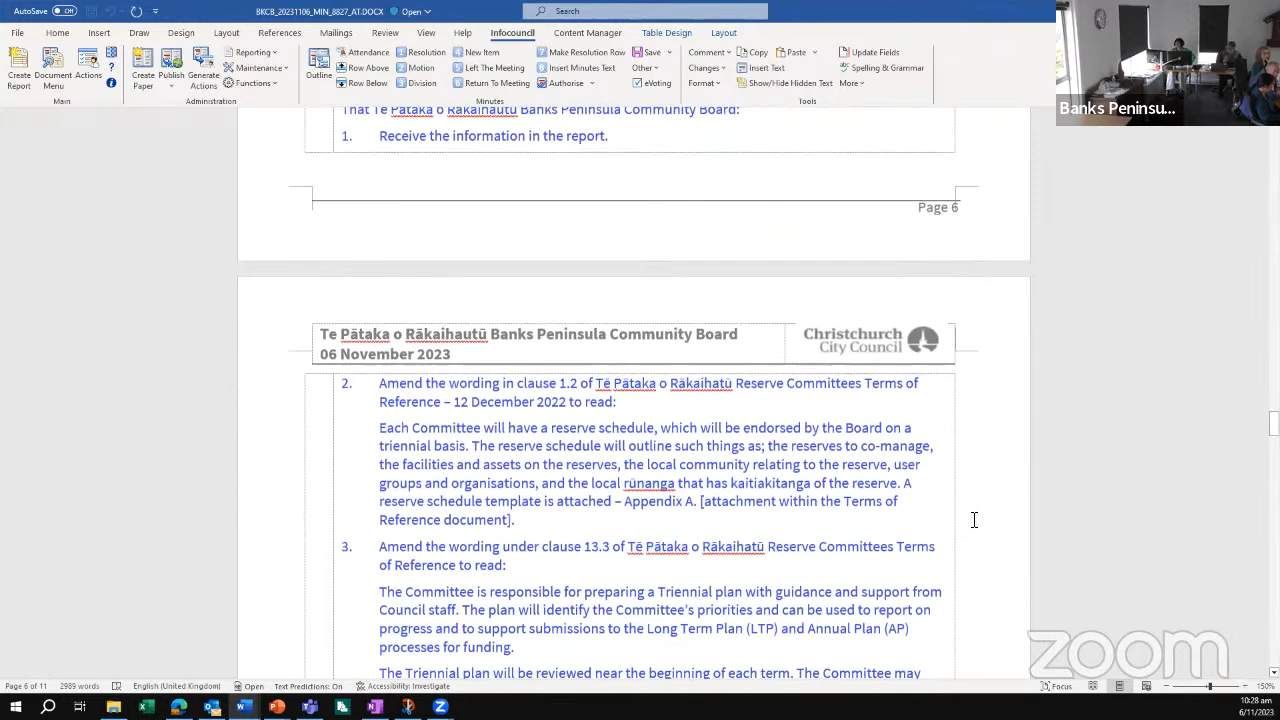 AutoSave Off BKCB_20231106_MIN_8827_AT.DOCX Open Search
File Home Insert Draw Design Layout References Mailings Review View Help Infocouncil Content Manager Table Design Layout
Create Report Document Menu Actions
Main
Create Publish Paper Generate Reporting Maintenance Functions
Administration
Outline Attendance Row Above Row Below
1 Resolution 2 Motion 3 Division
4 New Item 5 Left The Meeting 6 Return To Meeting
7 Make Resolution Row 8 Insert Minutes Text Authorise
Save Other eVoting
Minutes
Comment Changes Format Copy Insert Text Paste Show/Hide Hidden Text
Update Fields Spelling & Grammar More
Tools
Banks Peninsu...
That Te Pātaka o Rākaihautū Banks Peninsula Community Board:
1. Receive the information in the report.
Page 6
Te Pātaka o Rākaihautū Banks Peninsula Community Board
06 November 2023
Christchurch
City Council
2. Amend the wording in clause 1.2 of Tē Pātaka o Rākaihatū Reserve Committees Terms of
Reference – 12 December 2022 to read:
Each Committee will have a reserve schedule, which will be endorsed by the Board on a
triennial basis. The reserve schedule will outline such things as; the reserves to co-manage,
the facilities and assets on the reserves, the local community relating to the reserve, user
groups and organisations, and the local rūnanga that has kaitiakitanga of the reserve. A
reserve schedule template is attached – Appendix A. [attachment within the Terms of
Reference document].
3. Amend the wording under clause 13.3 of Tē Pātaka o Rākaihatū Reserve Committees Terms
of Reference to read:
The Committee is responsible for preparing a Triennial plan with guidance and support from
Council staff. The plan will identify the Committee's priorities and can be used to report on
progress and to support submissions to the Long Term Plan (LTP) and Annual Plan (AP)
processes for funding.
The Triennial plan will be reviewed near the beginning of each term. The Committee may
zoom
Page 6 of 11 2989 words English (United Kingdom) Open Text Predictions: On Accessibility: Investigate Focus 150%
10:28 am
6/11/2023